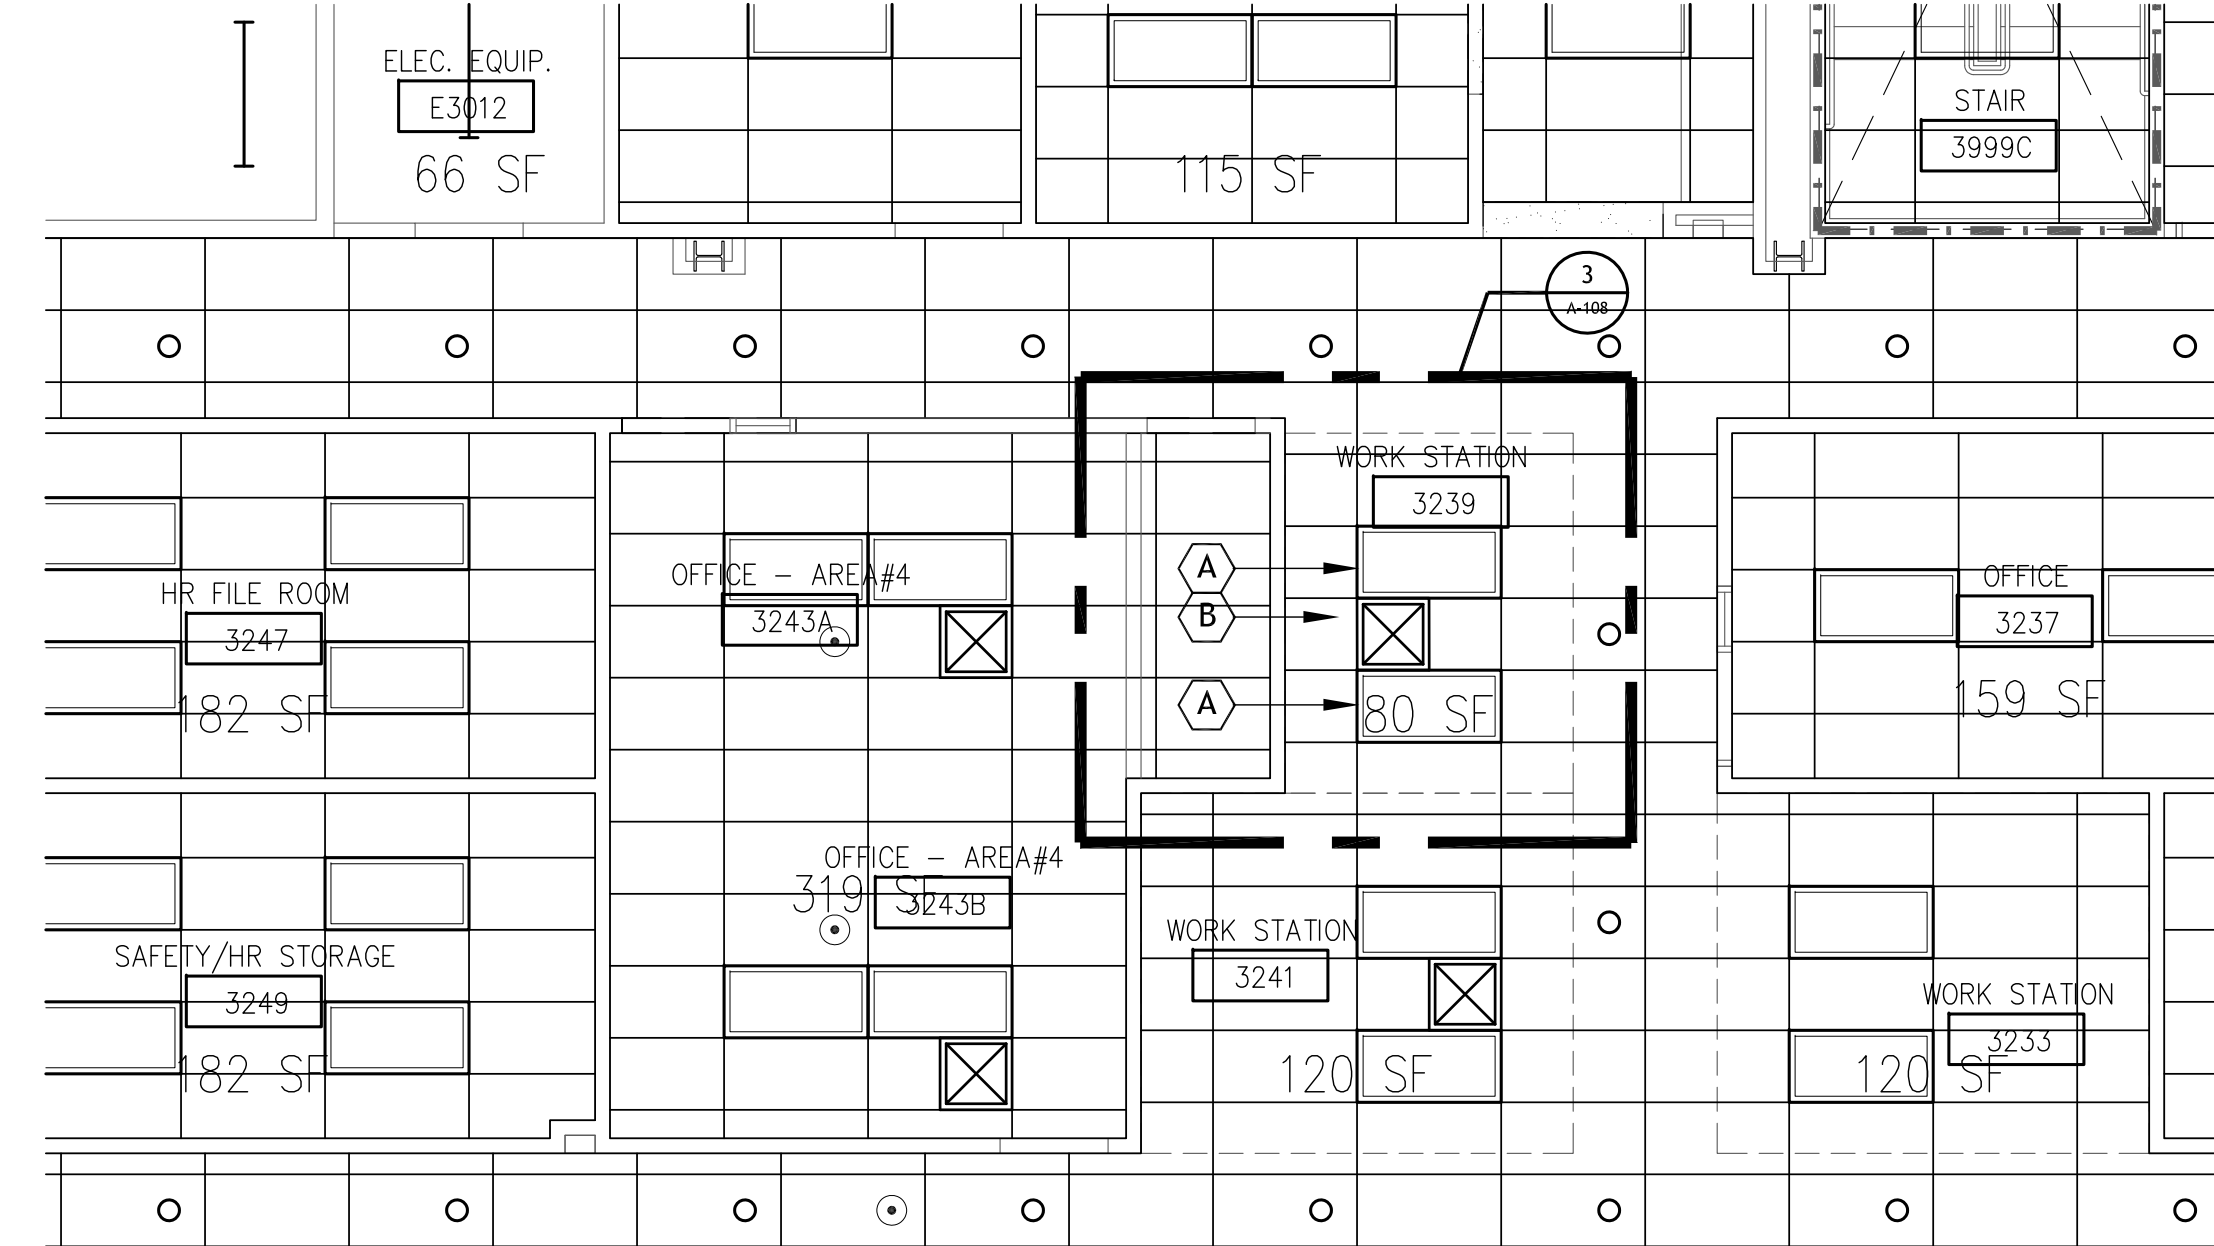 ELEC. EQUIP.
E3012
66 SF
115 SF
STAIR
3999C
3
A-108
WORK STATION
3239
A
B
A
80 SF
OFFICE - AREA#4
3243A
HR FILE ROOM
3247
182 SF
OFFICE
3237
159 SF
OFFICE - AREA#4
319 SF
3243B
WORK STATION
3241
120 SF
SAFETY/HR STORAGE
3249
182 SF
WORK STATION
3233
120 SF